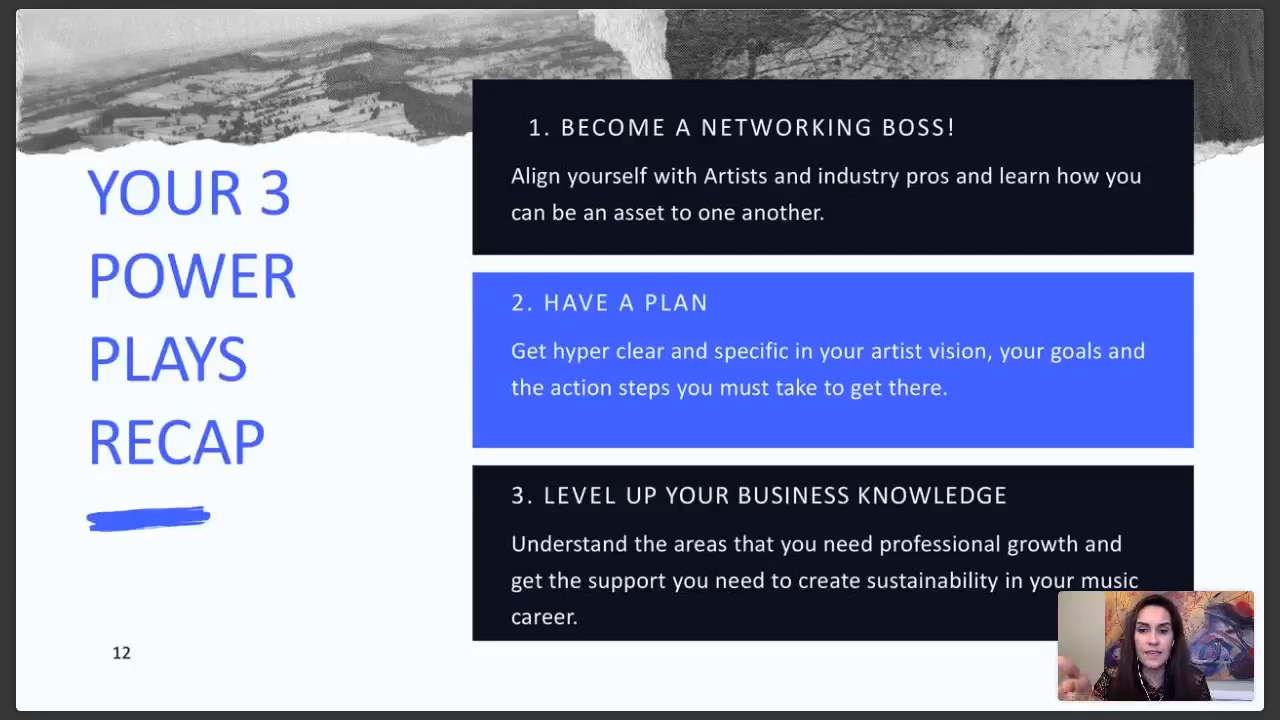 YOUR 3
POWER
PLAYS
RECAP
1. BECOME A NETWORKING BOSS!
Align yourself with Artists and industry pros and learn how you
can be an asset to one another.
2. HAVE A PLAN
Get hyper clear and specific in your artist vision, your goals and
the action steps you must take to get there.
3. LEVEL UP YOUR BUSINESS KNOWLEDGE
Understand the areas that you need professional growth and
get the support you need to create sustainability in your music
career.
12